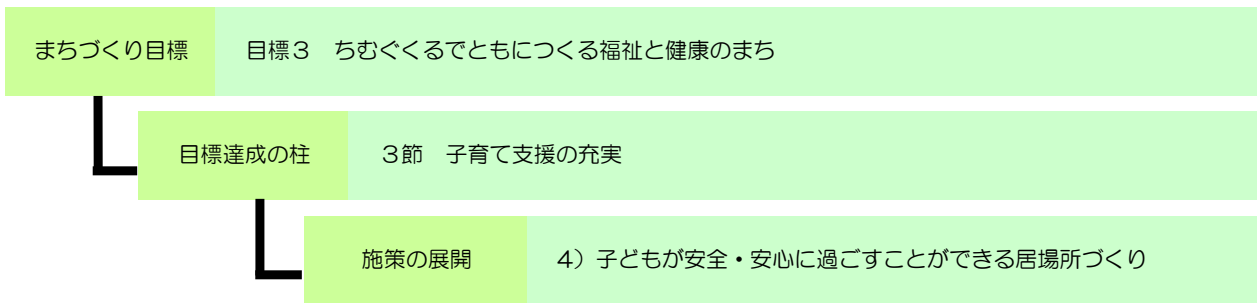 まちづくり目標　目標３　ちむぐくるでともにつくる福祉と健康のまち
目標達成の柱　３節　子育て支援の充実
施策の展開　４）子どもが安全・安心に過ごすことができる居場所づくり